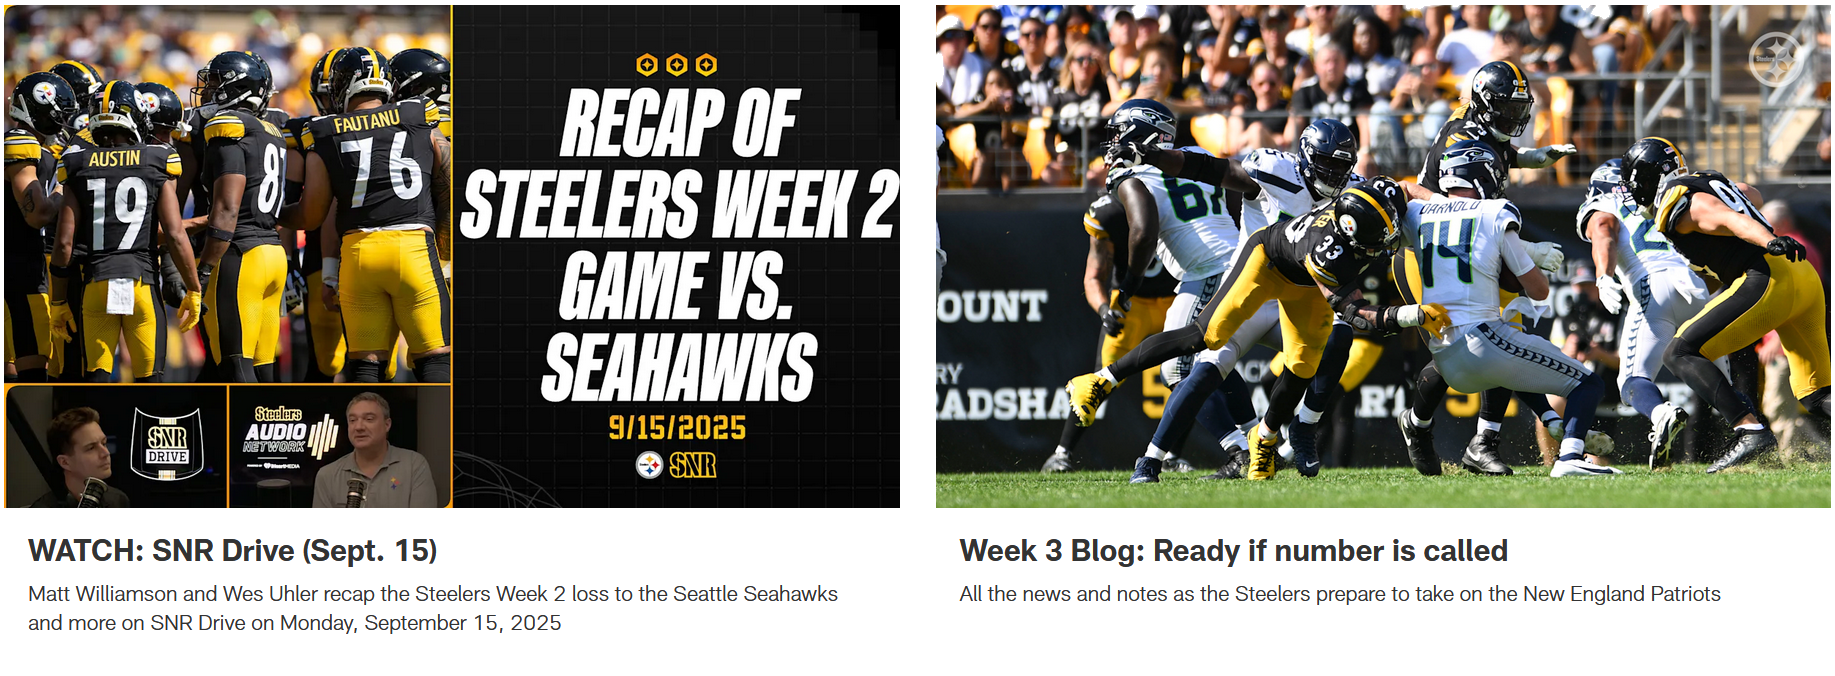 AUSTIN
19
81
FAUTANU
76
RECAP OF
STEELERS WEEK 2
GAME VS.
SEAHAWKS
9/15/2025
SNR
SNR
DRIVE
Steelers
AUDIO
NETWORK
iHeartMEDIA
WATCH: SNR Drive (Sept. 15)
Matt Williamson and Wes Uhler recap the Steelers Week 2 loss to the Seattle Seahawks
and more on SNR Drive on Monday, September 15, 2025
Steelers
33
DARNOLD
14
OUNT
RY
ADSHA
Week 3 Blog: Ready if number is called
All the news and notes as the Steelers prepare to take on the New England Patriots